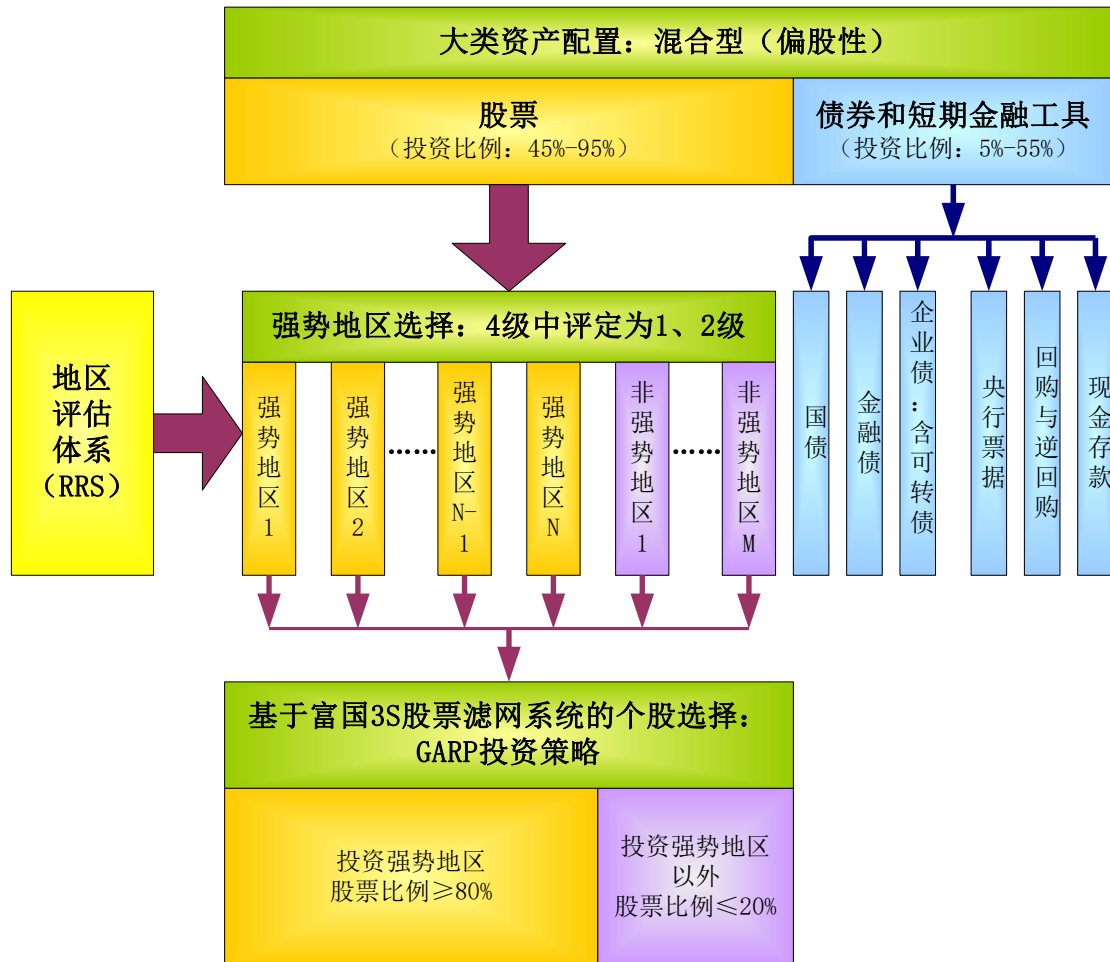 大类资产配置：混合型（偏股性）
股票
（投资比例：45%-95%）
债券和短期金融工具
（投资比例：5%-55%）
地区
评估
体系
（RRS）
强势地区选择：4级中评定为1、2级
强势地区1
强势地区2
……
强势地区N-1
强势地区N
非强势地区1
……
非强势地区M
国债
金融债
企业债：含可转债
央行票据
回购与逆回购
现金存款
基于富国3S股票滤网系统的个股选择：
GARP投资策略
投资强势地区
股票比例≥80%
投资强势地区
以外
股票比例≤20%